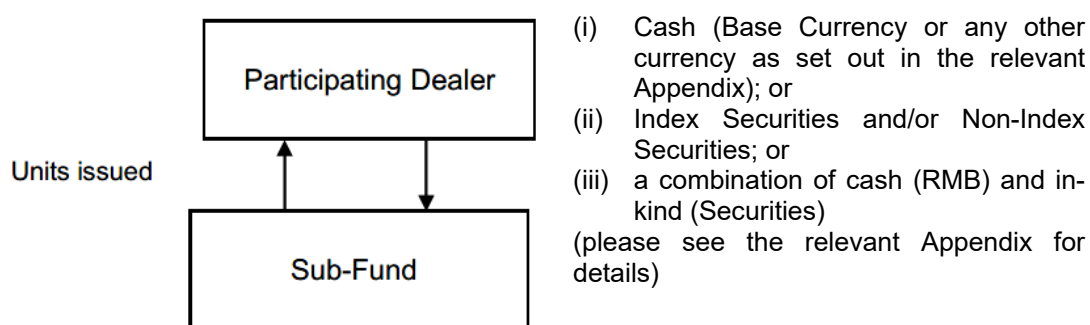 Participating Dealer
Units issued
Sub-Fund
(i) Cash (Base Currency or any other
currency as set out in the relevant
Appendix); or
(ii) Index Securities and/or Non-Index
Securities; or
(iii) a combination of cash (RMB) and in-
kind (Securities)
(please see the relevant Appendix for
details)